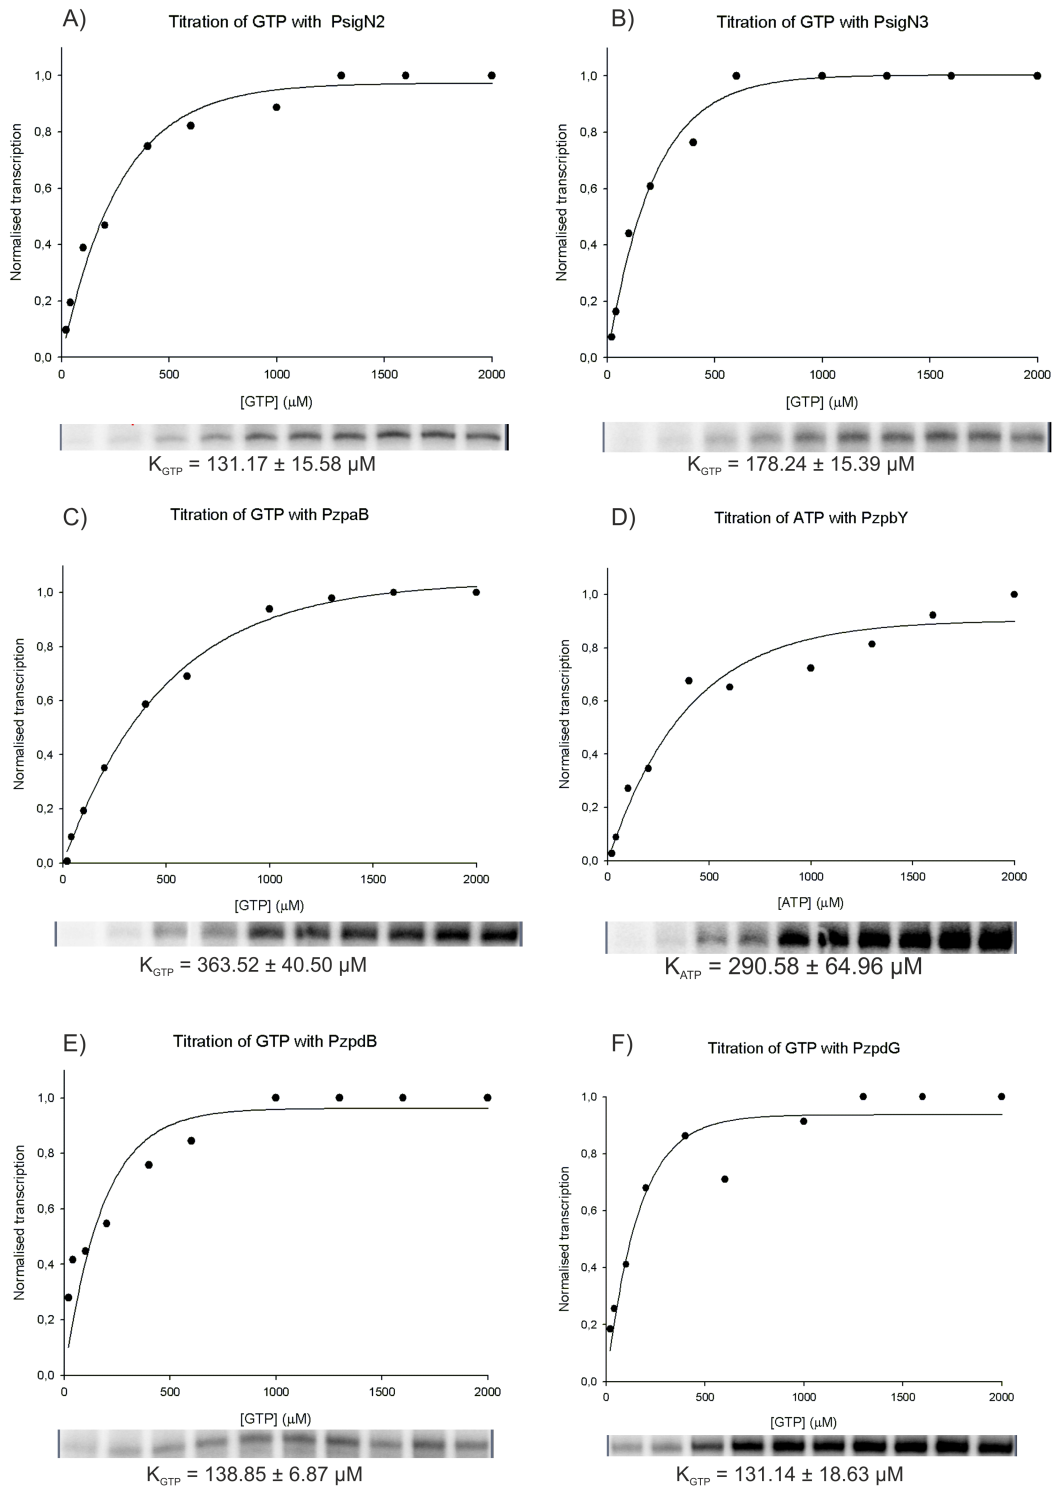 A)
Titration of GTP with PsigN2
1,0
0,8
0,6
0,4
0,2
0,0
Normalised transcription
0 500 1000 1500 2000
[GTP] (µM)
K_GTP = 131.17 ± 15.58 µM
B)
Titration of GTP with PsigN3
1,0
0,8
0,6
0,4
0,2
0,0
Normalised transcription
0 500 1000 1500 2000
[GTP] (µM)
K_GTP = 178.24 ± 15.39 µM
C)
Titration of GTP with PzpaB
1,0
0,8
0,6
0,4
0,2
0,0
Normalised transcription
0 500 1000 1500 2000
[GTP] (µM)
K_GTP = 363.52 ± 40.50 µM
D)
Titration of ATP with PzpbY
1,0
0,8
0,6
0,4
0,2
0,0
Normalised transcription
0 500 1000 1500 2000
[ATP] (µM)
K_ATP = 290.58 ± 64.96 µM
E)
Titration of GTP with PzpdB
1,0
0,8
0,6
0,4
0,2
0,0
Normalised transcription
0 500 1000 1500 2000
[GTP] (µM)
K_GTP = 138.85 ± 6.87 µM
F)
Titration of GTP with PzpdG
1,0
0,8
0,6
0,4
0,2
0,0
Normalised transcription
0 500 1000 1500 2000
[GTP] (µM)
K_GTP = 131.14 ± 18.63 µM